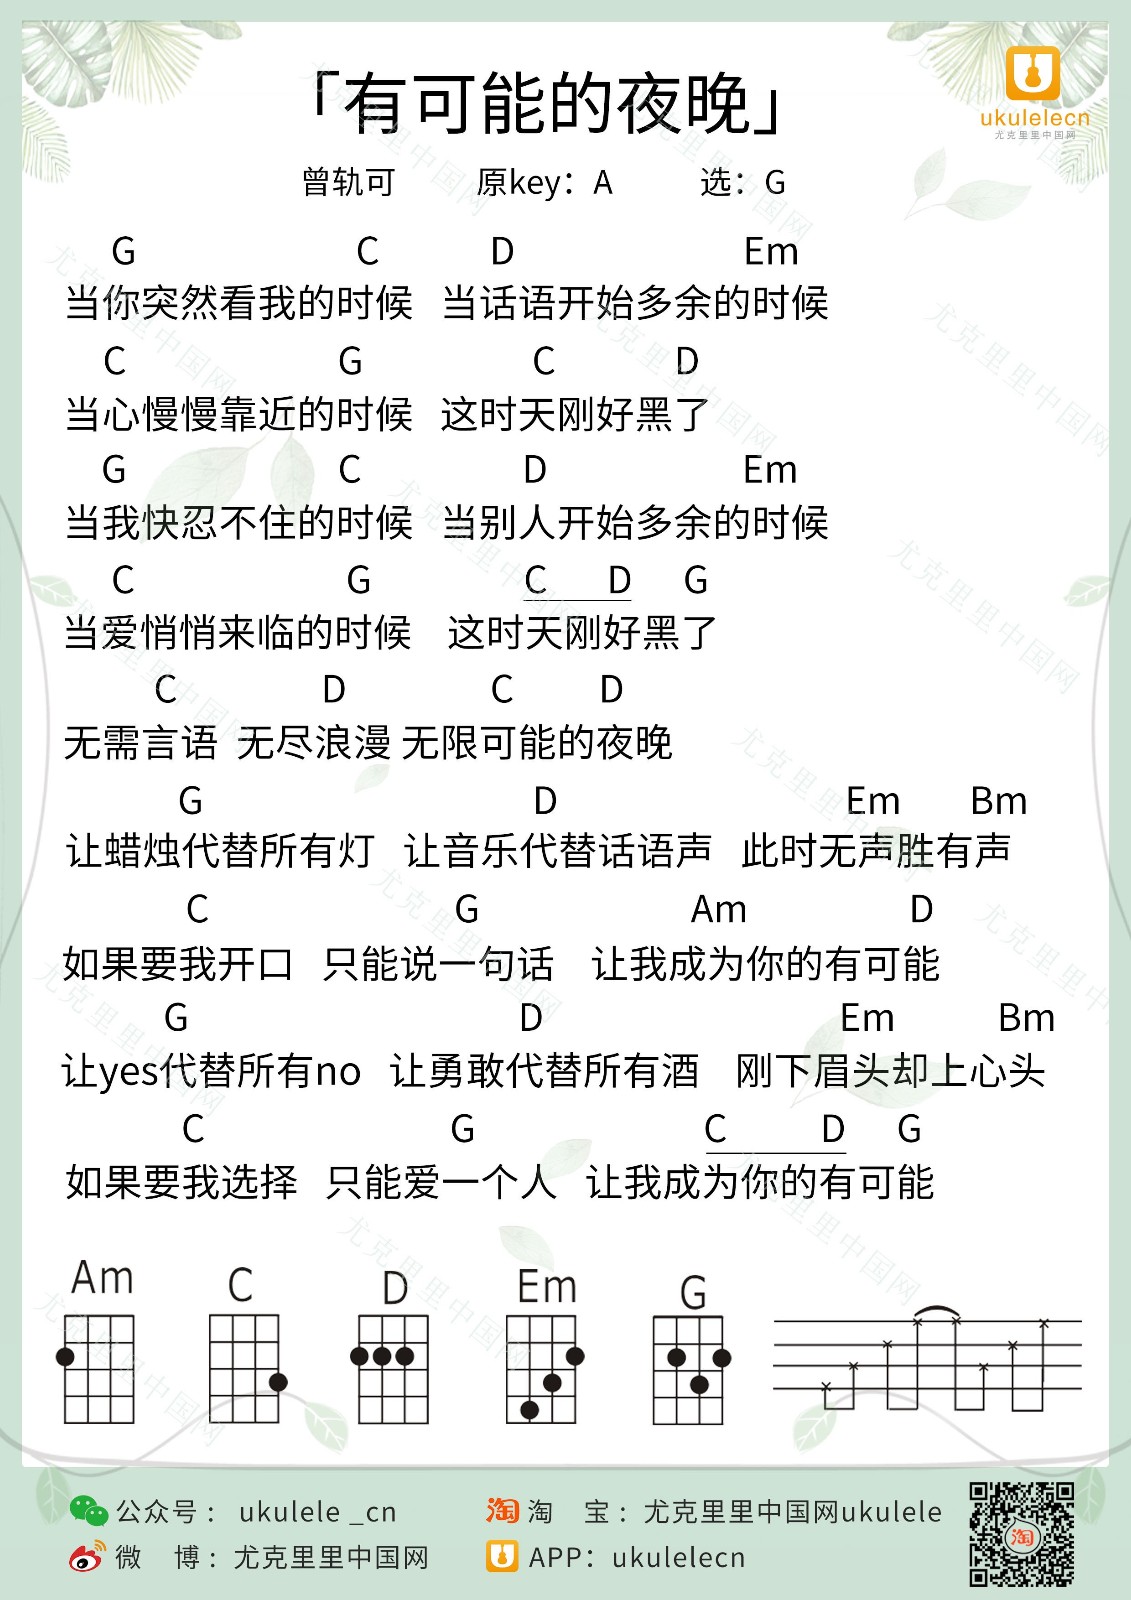 「有可能的夜晚」
ukulelecn
尤克里里中国网
曾轨可 原key：A 选：G
G C D Em
当你突然看我的时候 当话语开始多余的时候
C G C D
当心慢慢靠近的时候 这时天刚好黑了
G C D Em
当我快忍不住的时候 当别人开始多余的时候
C G C D G
当爱悄悄来临的时候 这时天刚好黑了
C D C D
无需言语 无尽浪漫 无限可能的夜晚
G D Em Bm
让蜡烛代替所有灯 让音乐代替话语声 此时无声胜有声
C G Am D
如果要我开口 只能说一句话 让我成为你的有可能
G D Em Bm
让yes代替所有no 让勇敢代替所有酒 刚下眉头却上心头
C G C D G
如果要我选择 只能爱一个人 让我成为你的有可能
Am C D Em G
公众号： ukulele _cn 淘 淘 宝：尤克里里中国网ukulele
微 博：尤克里里中国网 APP：ukulelecn
淘